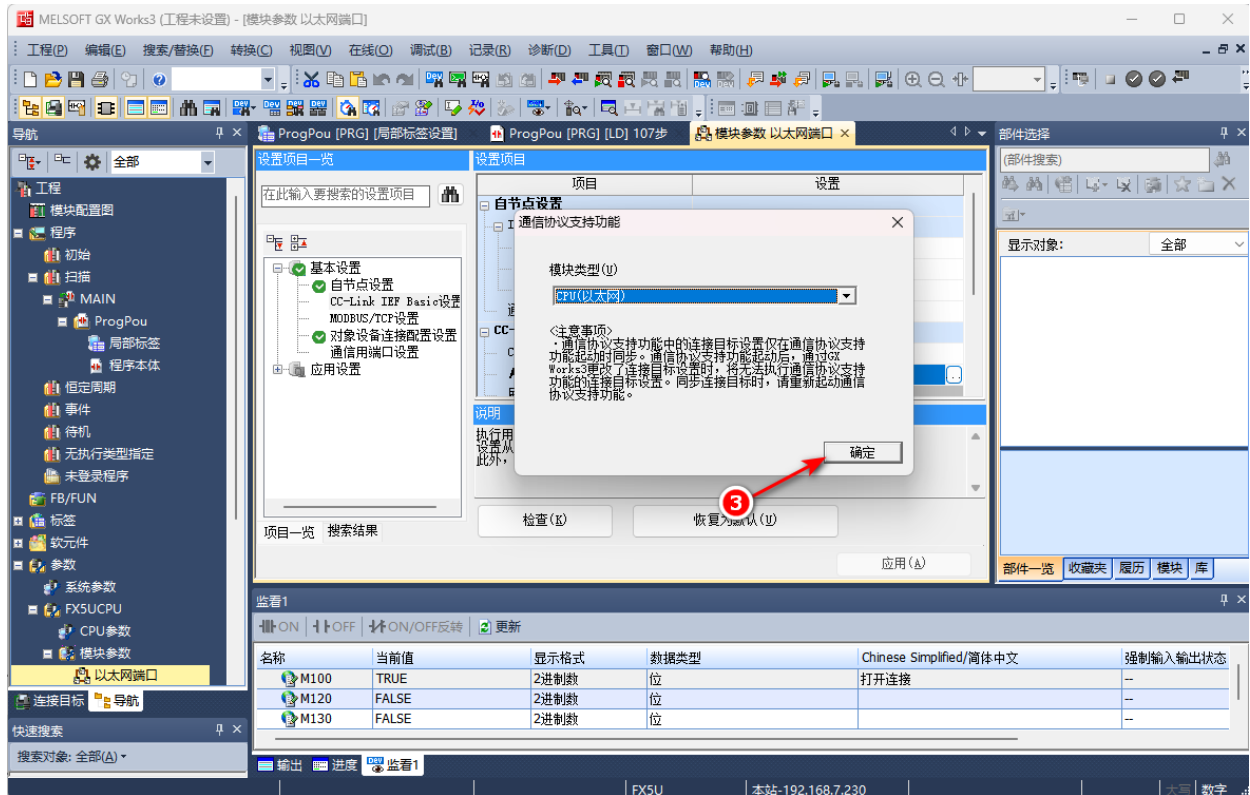 MELSOFT GX Works3 (工程未设置) - [模块参数 以太网端口]
工程(P) 编辑(E) 搜索/替换(F) 转换(C) 视图(V) 在线(O) 调试(B) 记录(R) 诊断(D) 工具(T) 窗口(W) 帮助(H)
导航
ProgPou [PRG] [局部标签设置]
ProgPou [PRG] [LD] 107步
模块参数 以太网端口
部件选择
全部
设置项目一览
设置项目
(部件搜索)
在此输入要搜索的设置项目
项目
设置
自节点设置
显示对象:
全部
工程
模块配置图
程序
初始
扫描
MAIN
ProgPou
局部标签
程序本体
恒定周期
事件
待机
无执行类型指定
未登录程序
FB/FUN
标签
软元件
参数
系统参数
FX5UCPU
CPU参数
模块参数
以太网端口
连接目标
导航
快速搜索
搜索对象: 全部(A)
基本设置
自节点设置
CC-Link IEF Basic设置
MODBUS/TCP设置
对象设备连接配置设置
通信用端口设置
应用设置
项目一览
搜索结果
CC-
通信协议支持功能
模块类型(U)
CPU(以太网)
<注意事项>
・通信协议支持功能中的连接目标设置仅在通信协议支持
功能起动时同步。通信协议支持功能起动后，通过GX
Works3更改了连接目标设置时，将无法执行通信协议支持
功能的连接目标设置。同步连接目标时，请重新起动通信
协议支持功能。
确定
3
说明
执行用
设置从
此外，
检查(K)
恢复为默认(U)
应用(A)
部件一览
收藏夹
履历
模块
库
监看1
ON
OFF
ON/OFF反转
更新
名称 当前值 显示格式 数据类型 Chinese Simplified/简体中文 强制输入输出状态
M100 TRUE 2进制数 位 打开连接 --
M120 FALSE 2进制数 位 --
M130 FALSE 2进制数 位 --
输出
进度
监看1
FX5U
本站-192.168.7.230
大写
数字